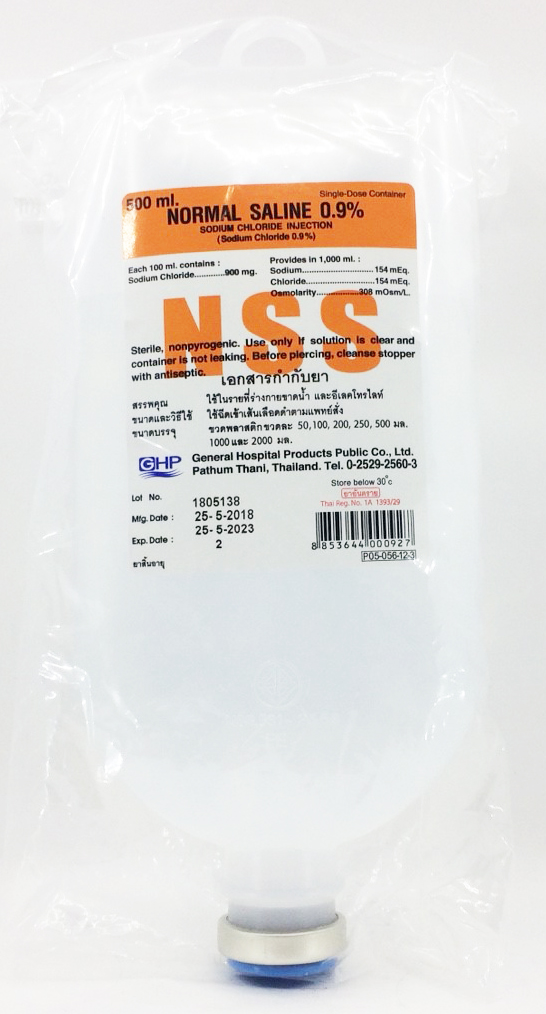 500 ml.
Single-Dose Container
NORMAL SALINE 0.9%
SODIUM CHLORIDE INJECTION
(Sodium Chloride 0.9%)
Each 100 ml. contains :
Sodium Chloride.............900 mg.
Provides in 1,000 ml. :
Sodium..............................154 mEq.
Chloride.............................154 mEq.
Osmolarity..................308 mOsm/L.
NSS
Sterile, nonpyrogenic. Use only if solution is clear and
container is not leaking. Before piercing, cleanse stopper
with antiseptic.
เอกสารกำกับยา
สรรพคุณ ใช้ในรายที่ร่างกายขาดน้ำ และอีเลคโทรไลท์
ขนาดและวิธีใช้ ใช้ฉีดเข้าเส้นเลือดดำตามแพทย์สั่ง
ขนาดบรรจุ ขวดพลาสติกขวดละ 50, 100, 200, 250, 500 มล.
1000 และ 2000 มล.
GHP
General Hospital Products Public Co., Ltd.
Pathum Thani, Thailand. Tel. 0-2529-2560-3
Store below 30°c
ยาอันตราย
Thai Reg. No. 1A 1393/29
Lot No. 1805138
Mfg. Date : 25-5-2018
Exp. Date : 25-5-2023
2
ยาสิ้นอายุ
8 853644 000927
P05-056-12-3